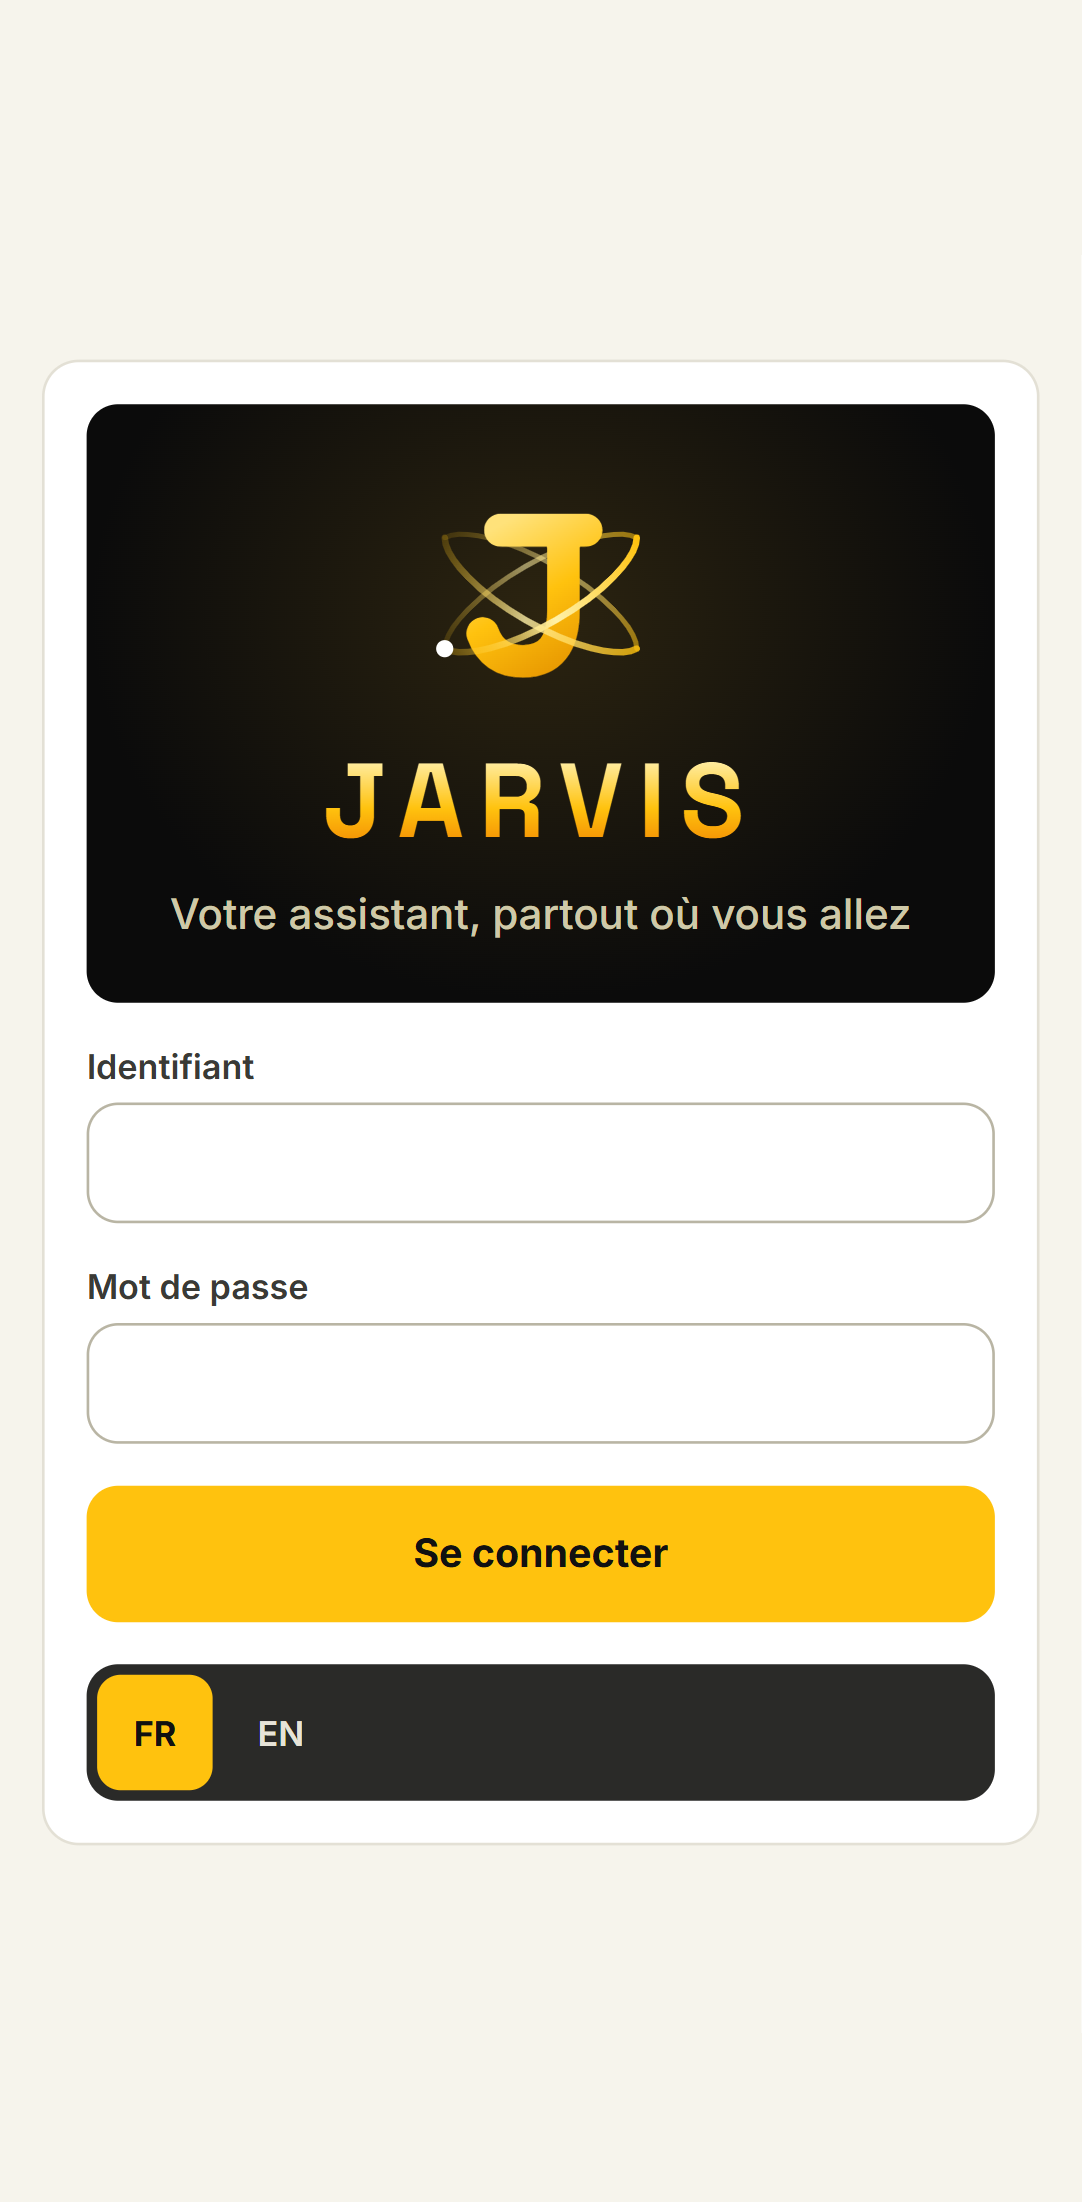 J
JARVIS
Votre assistant, partout où vous allez
Identifiant
Mot de passe
Se connecter
FR EN